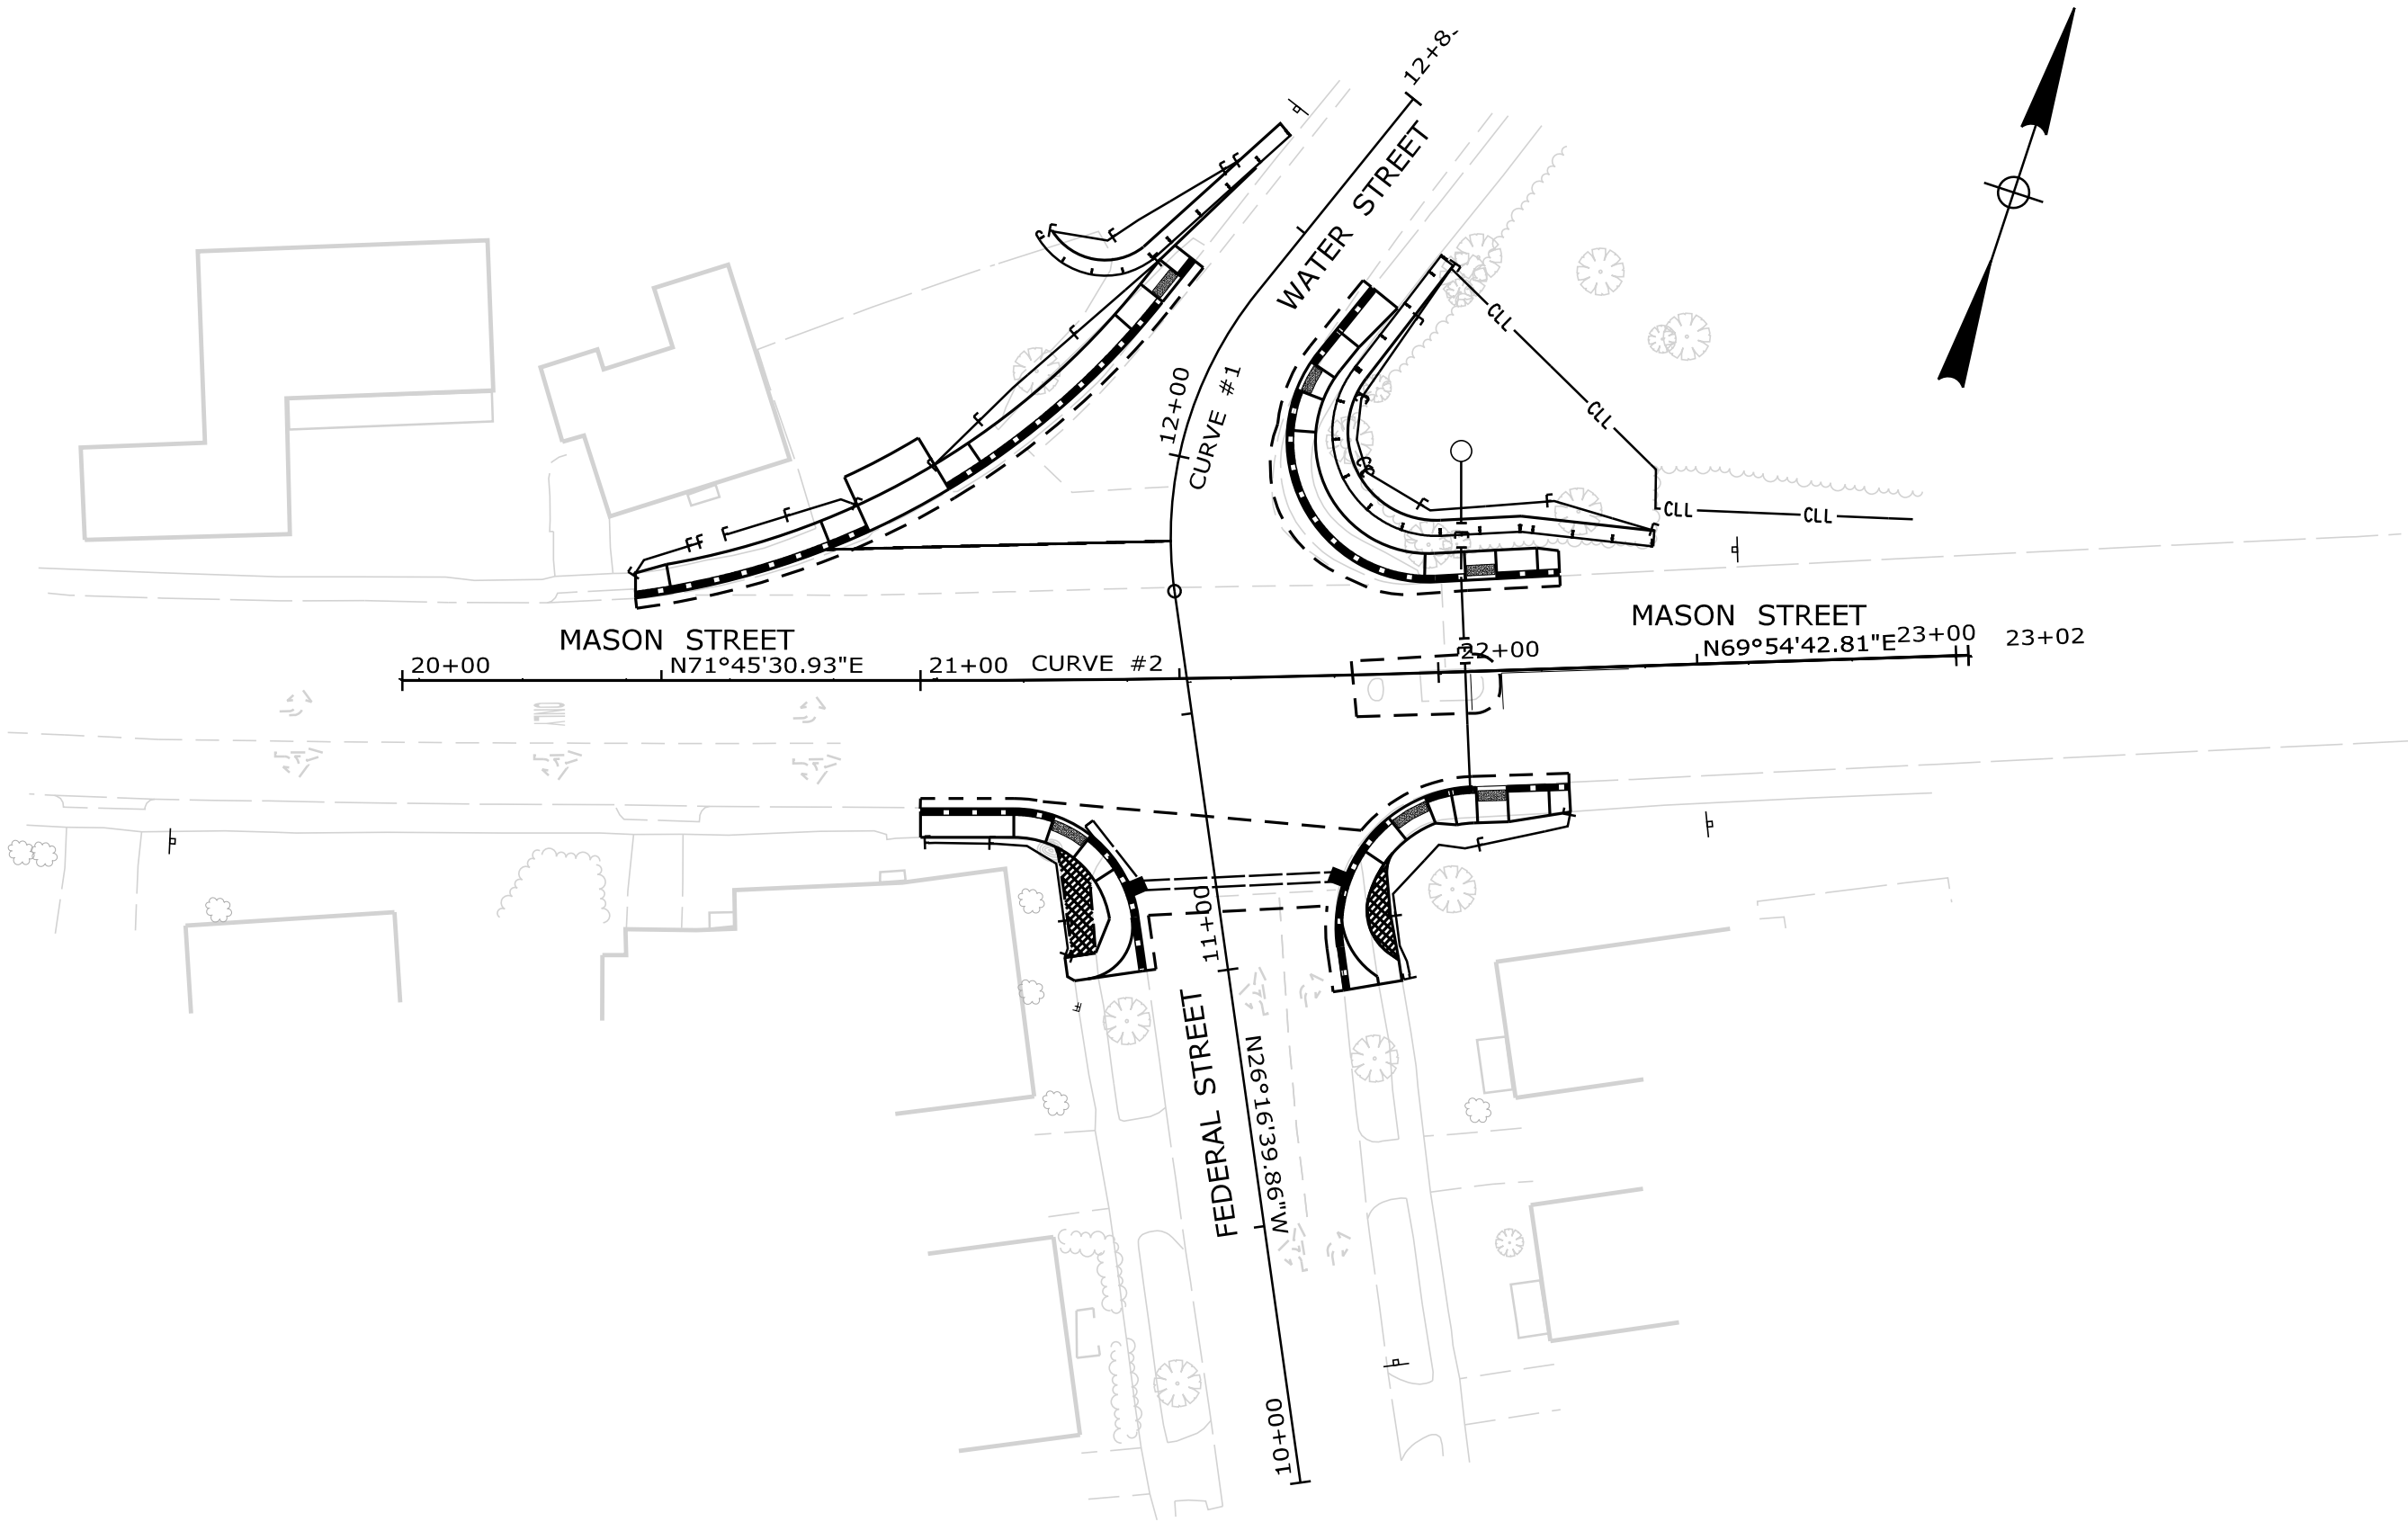 12+8-
WATER STREET
12+00
CURVE #1
CLL
CLL
CLL
CLL
MASON STREET
MASON STREET
20+00
N71°45'30.93"E
21+00
CURVE #2
22+00
N69°54'42.81"E
23+00
23+02
11+00
FEDERAL STREET
N26°16'39.86"W
10+00